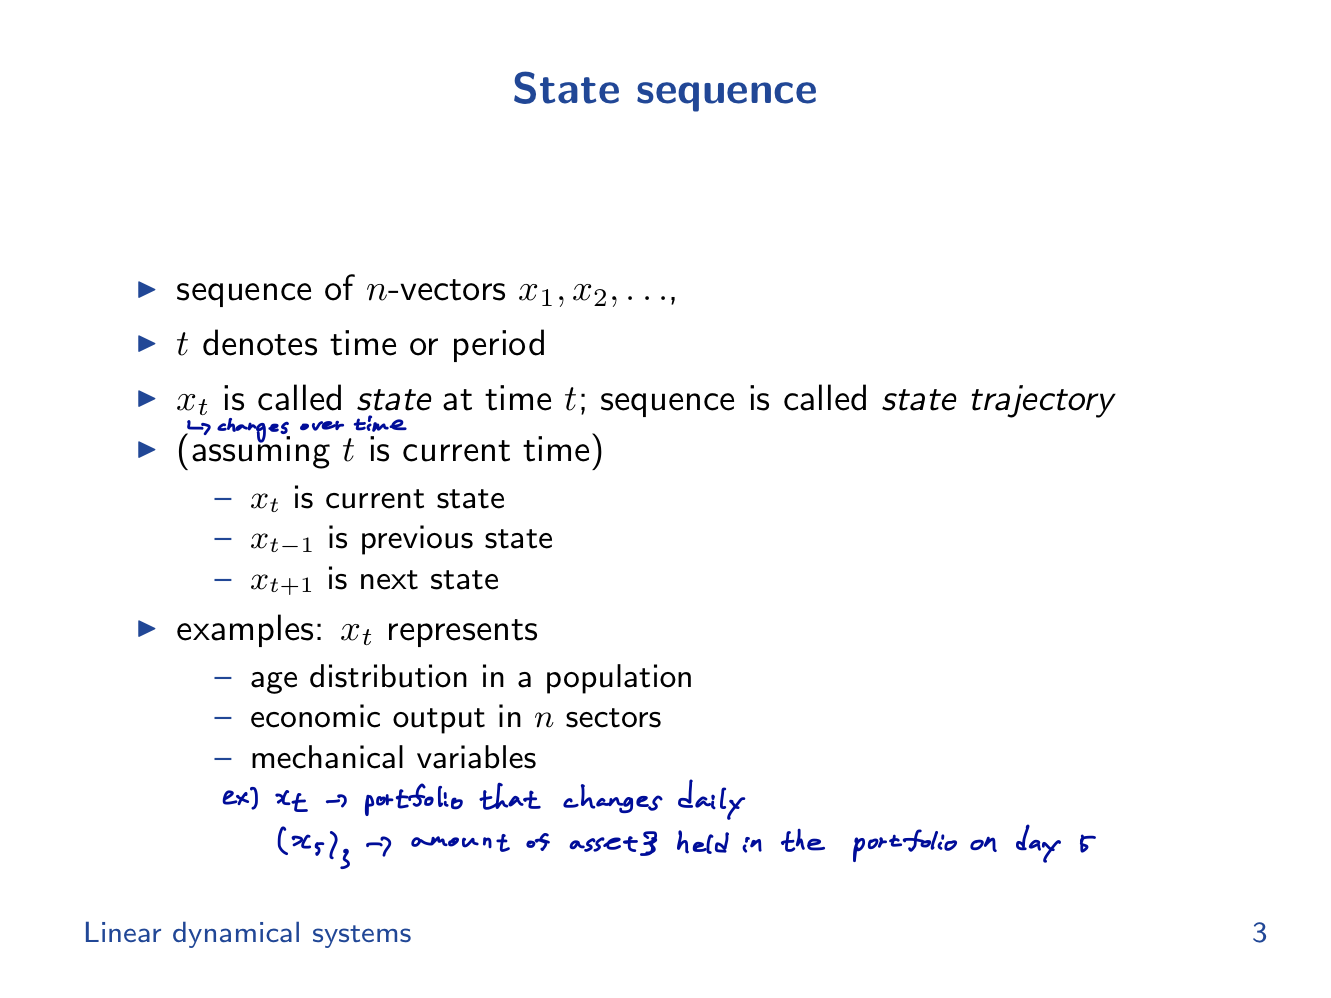 State sequence
▶ sequence of n-vectors x₁, x₂, . . .,
▶ t denotes time or period
▶ xₜ is called state at time t; sequence is called state trajectory
↳ changes over time
▶ (assuming t is current time)
– xₜ is current state
– xₜ₋₁ is previous state
– xₜ₊₁ is next state
▶ examples: xₜ represents
– age distribution in a population
– economic output in n sectors
– mechanical variables
ex) xₜ → portfolio that changes daily
(x₅)₃ → amount of asset 3 held in the portfolio on day 5
Linear dynamical systems 3